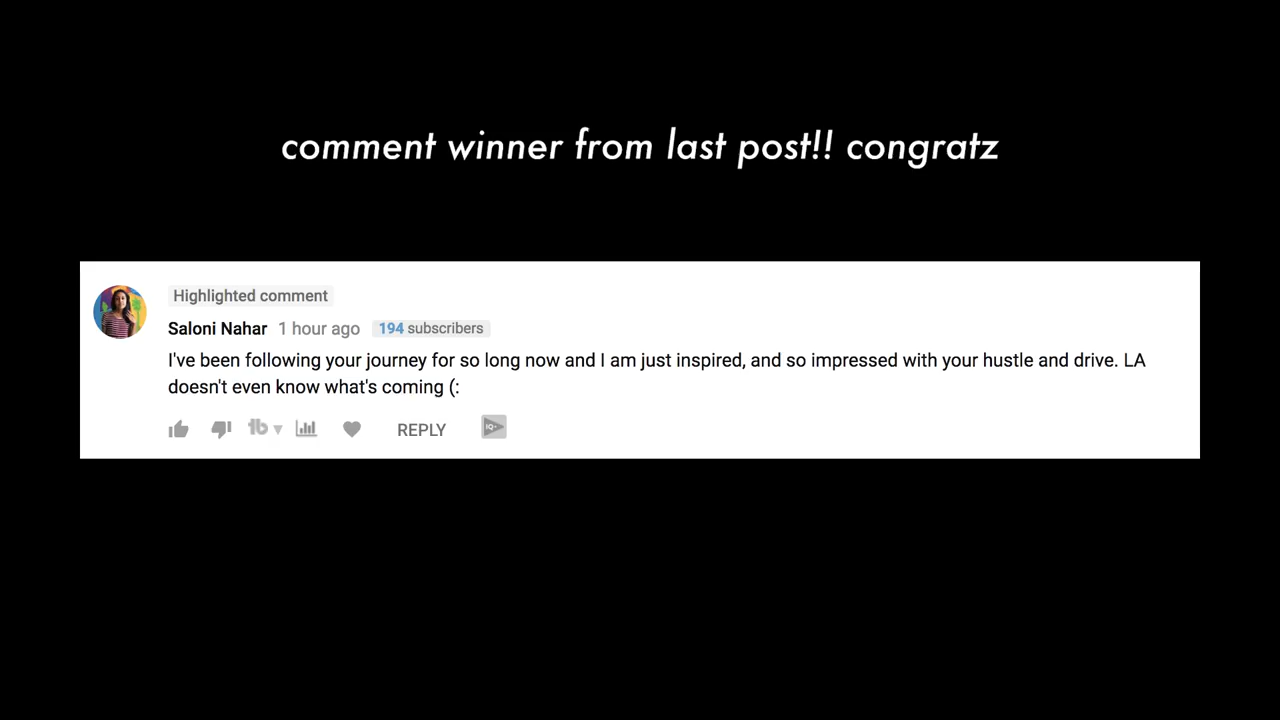 comment winner from last post!! congratz
Highlighted comment
Saloni Nahar 1 hour ago 194 subscribers
I've been following your journey for so long now and I am just inspired, and so impressed with your hustle and drive. LA
doesn't even know what's coming (:
tb REPLY IQ